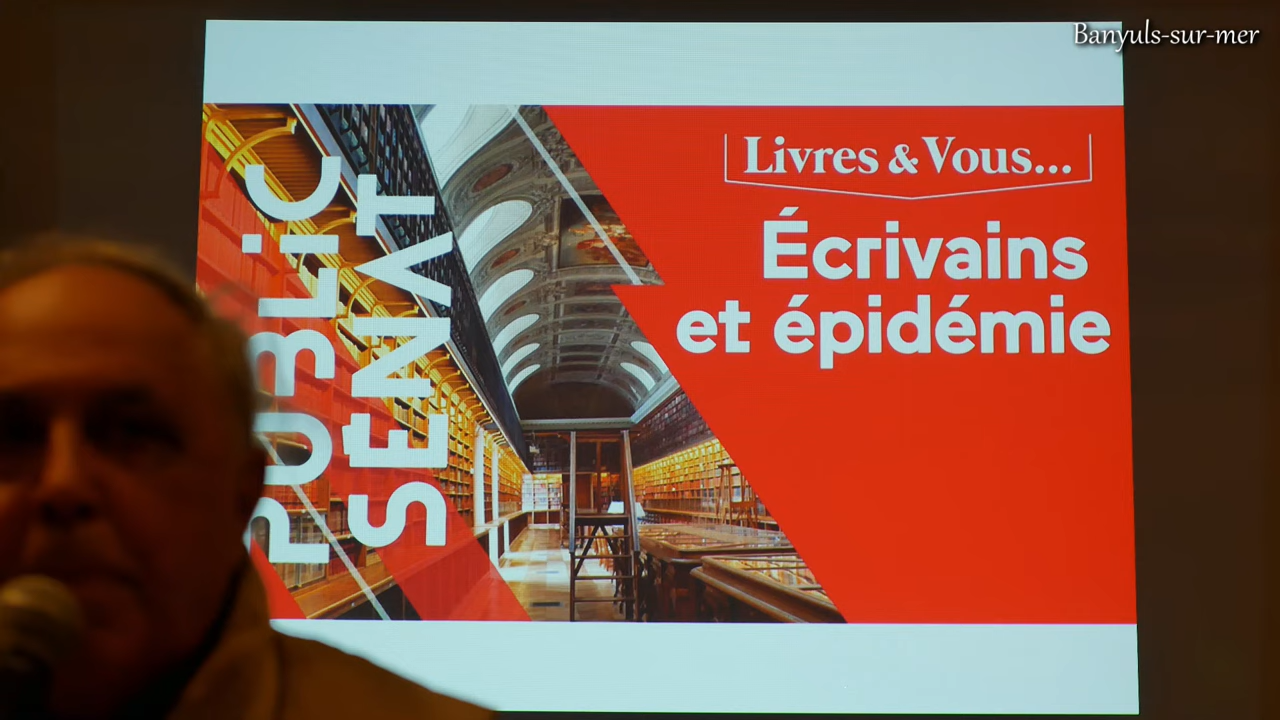 Banyuls-sur-mer
PUBLiC
SÉNAT
Livres & Vous...
Écrivains
et épidémie